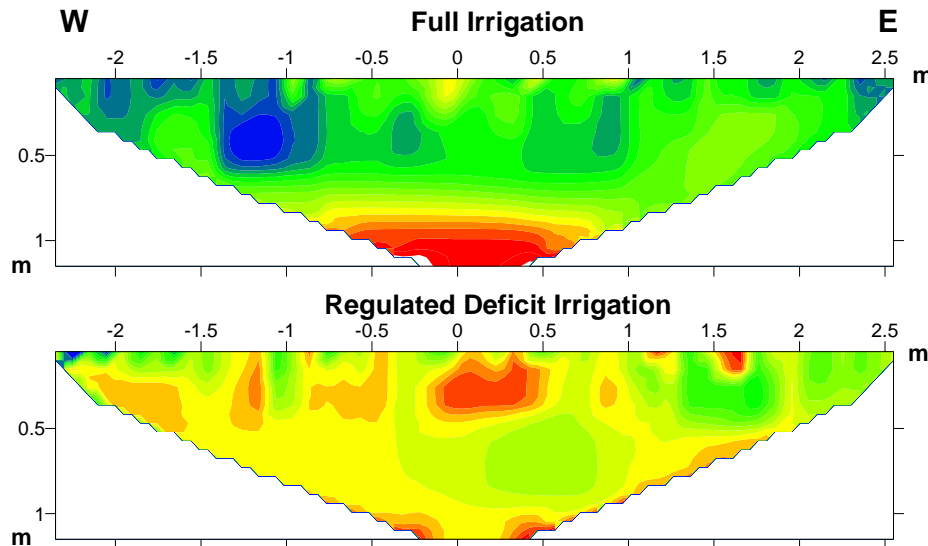 W Full Irrigation E
-2 -1.5 -1 -0.5 0 0.5 1 1.5 2 2.5 m
0.5
1
m
Regulated Deficit Irrigation
-2 -1.5 -1 -0.5 0 0.5 1 1.5 2 2.5
m
0.5
1
m